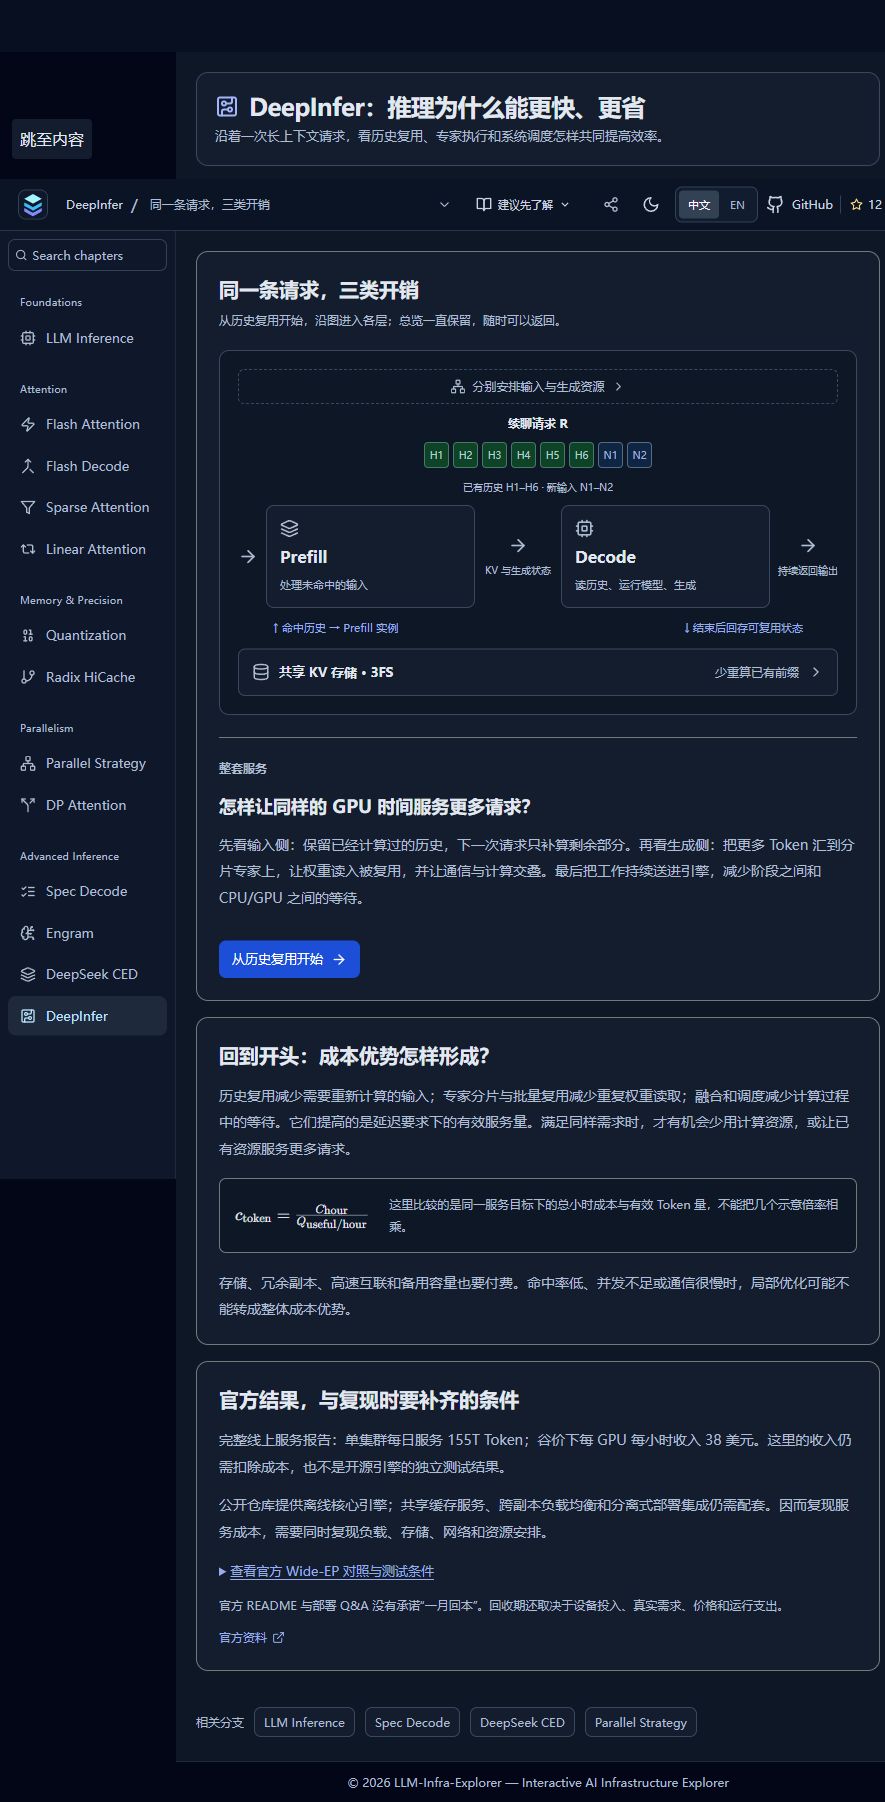 DeepInfer：推理为什么能更快、更省
沿着一次长上下文请求，看历史复用、专家执行和系统调度怎样共同提高效率。
跳至内容
DeepInfer / 同一条请求，三类开销
建议先了解
中文 EN
GitHub
12
Search chapters
Foundations
LLM Inference
Attention
Flash Attention
Flash Decode
Sparse Attention
Linear Attention
Memory & Precision
Quantization
Radix HiCache
Parallelism
Parallel Strategy
DP Attention
Advanced Inference
Spec Decode
Engram
DeepSeek CED
DeepInfer
同一条请求，三类开销
从历史复用开始，沿图进入各层；总览一直保留，随时可以返回。
分别安排输入与生成资源
续聊请求 R
H1 H2 H3 H4 H5 H6 N1 N2
已有历史 H1–H6 · 新输入 N1–N2
→
Prefill
处理未命中的输入
→
KV 与生成状态
Decode
读历史、运行模型、生成
→
持续返回输出
↑ 命中历史 → Prefill 实例
↓ 结束后回存可复用状态
共享 KV 存储 • 3FS
少重算已有前缀
整套服务
怎样让同样的 GPU 时间服务更多请求？
先看输入侧：保留已经计算过的历史，下一次请求只补算剩余部分。再看生成侧：把更多 Token 汇到分
片专家上，让权重读入被复用，并让通信与计算交叠。最后把工作持续送进引擎，减少阶段之间和
CPU/GPU 之间的等待。
从历史复用开始 →
回到开头：成本优势怎样形成？
历史复用减少需要重新计算的输入；专家分片与批量复用减少重复权重读取；融合和调度减少计算过程
中的等待。它们提高的是延迟要求下的有效服务量。满足同样需求时，才有机会少用计算资源，或让已
有资源服务更多请求。
c_token = C_hour / Q_useful/hour
这里比较的是同一服务目标下的总小时成本与有效 Token 量，不能把几个示意倍率相
乘。
存储、冗余副本、高速互联和备用容量也要付费。命中率低、并发不足或通信很慢时，局部优化可能不
能转成整体成本优势。
官方结果，与复现时要补齐的条件
完整线上服务报告：单集群每日服务 155T Token；谷价下每 GPU 每小时收入 38 美元。这里的收入仍
需扣除成本，也不是开源引擎的独立测试结果。
公开仓库提供离线核心引擎；共享缓存服务、跨副本负载均衡和分离式部署集成仍需配套。因而复现服
务成本，需要同时复现负载、存储、网络和资源安排。
▶ 查看官方 Wide-EP 对照与测试条件
官方 README 与部署 Q&A 没有承诺“一月回本”。回收期还取决于设备投入、真实需求、价格和运行支出。
官方资料
相关分支
LLM Inference
Spec Decode
DeepSeek CED
Parallel Strategy
© 2026 LLM-Infra-Explorer — Interactive AI Infrastructure Explorer